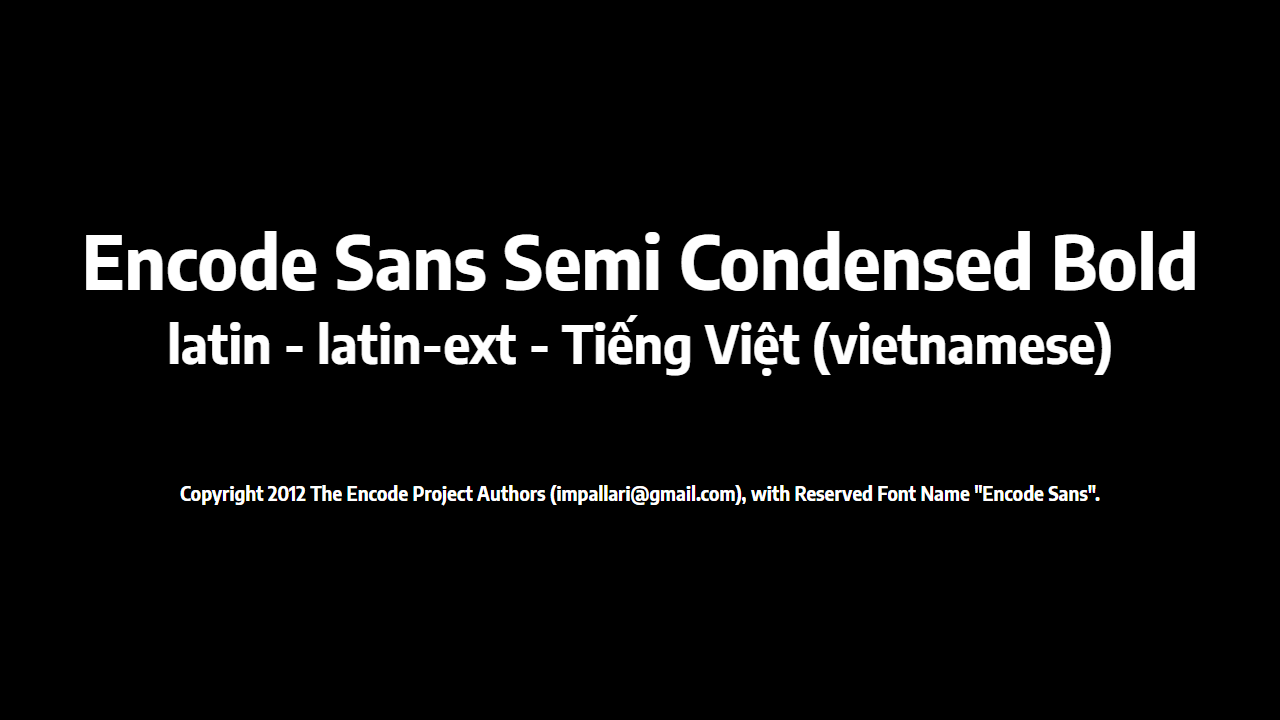 Encode Sans Semi Condensed Bold
latin - latin-ext - Tiếng Việt (vietnamese)
Copyright 2012 The Encode Project Authors (impallari@gmail.com), with Reserved Font Name "Encode Sans".